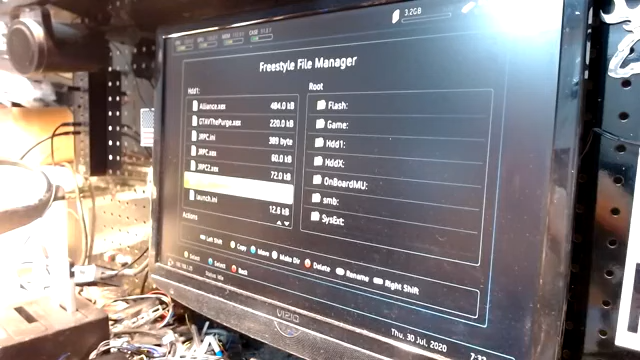 3.2GB
Freestyle File Manager
Hdd1:
Alliance.xex 484.0 kB
GTAVThePurge.xex 220.0 kB
JRPC.ini 389 byte
JRPC.xex 60.0 kB
JRPC2.xex 72.0 kB
launch.ini 12.6 kB
Actions
Root
Flash:
Game:
Hdd1:
HddX:
OnBoardMU:
smb:
SysExt:
Left Shift Copy Move Make Dir Delete Rename Right Shift
Select Select Back
Thu, 30 Jul, 2020
VIZIO